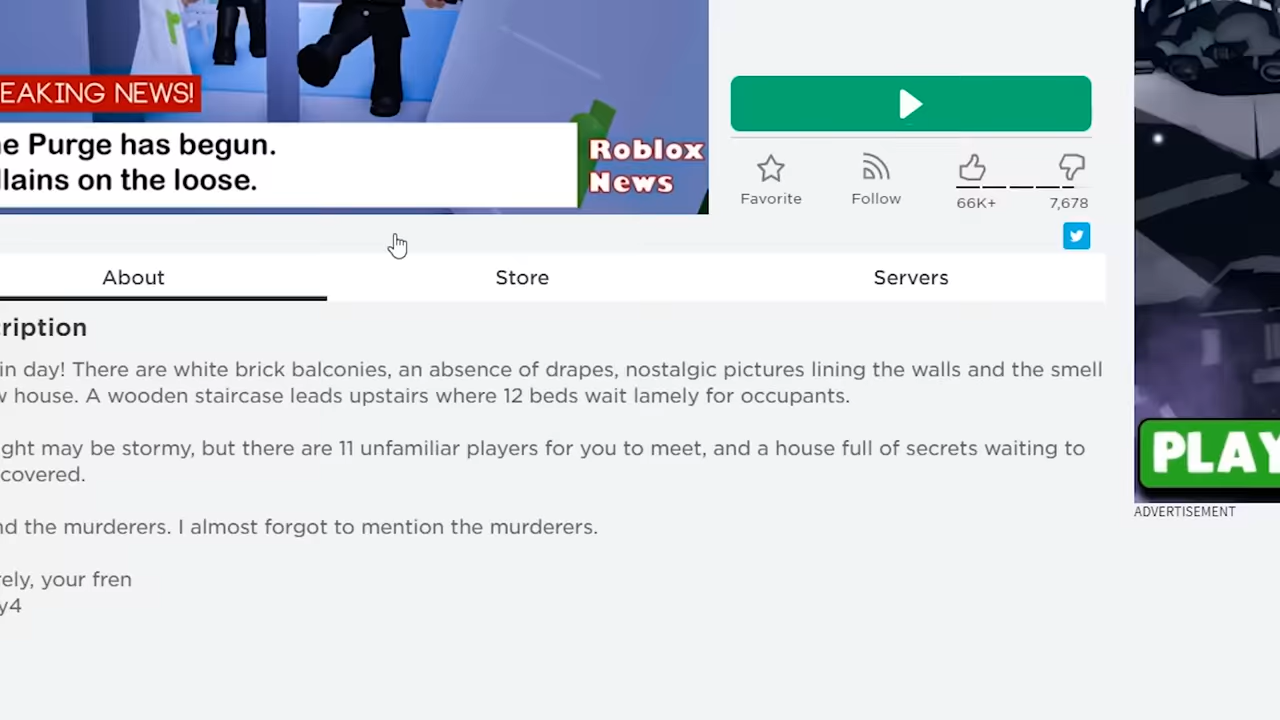 EAKING NEWS!
e Purge has begun.
llains on the loose.
Roblox
News
Favorite
Follow
66K+
7,678
About
Store
Servers
ription
in day! There are white brick balconies, an absence of drapes, nostalgic pictures lining the walls and the smell
w house. A wooden staircase leads upstairs where 12 beds wait lamely for occupants.
ght may be stormy, but there are 11 unfamiliar players for you to meet, and a house full of secrets waiting to
covered.
nd the murderers. I almost forgot to mention the murderers.
rely, your fren
y4
PLAY
ADVERTISEMENT